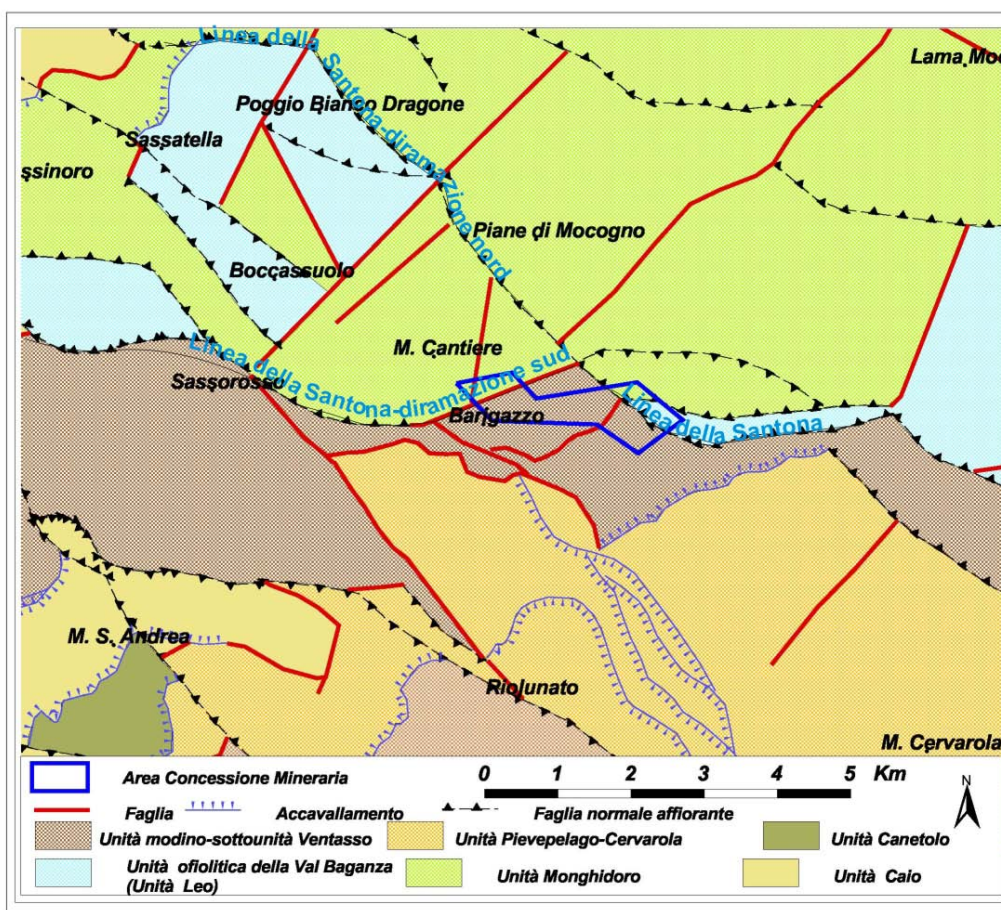 Linea della Santona-diramazione nord
Poggio Bianco Dragone
Sassatella
ssinoro
Piane di Mocogno
Boccassuolo
M. Cantiere
Linea della Santona-diramazione sud
Sassorosso
Barigazzo
Linea della Santona
M. S. Andrea
Riolunato
M. Cervarola
Area Concessione Mineraria
0 1 2 3 4 5 Km
N
Faglia
Accavallamento
Faglia normale affiorante
Unità modino-sottounità Ventasso
Unità Pievepelago-Cervarola
Unità Canetolo
Unità ofiolitica della Val Baganza
(Unità Leo)
Unità Monghidoro
Unità Caio